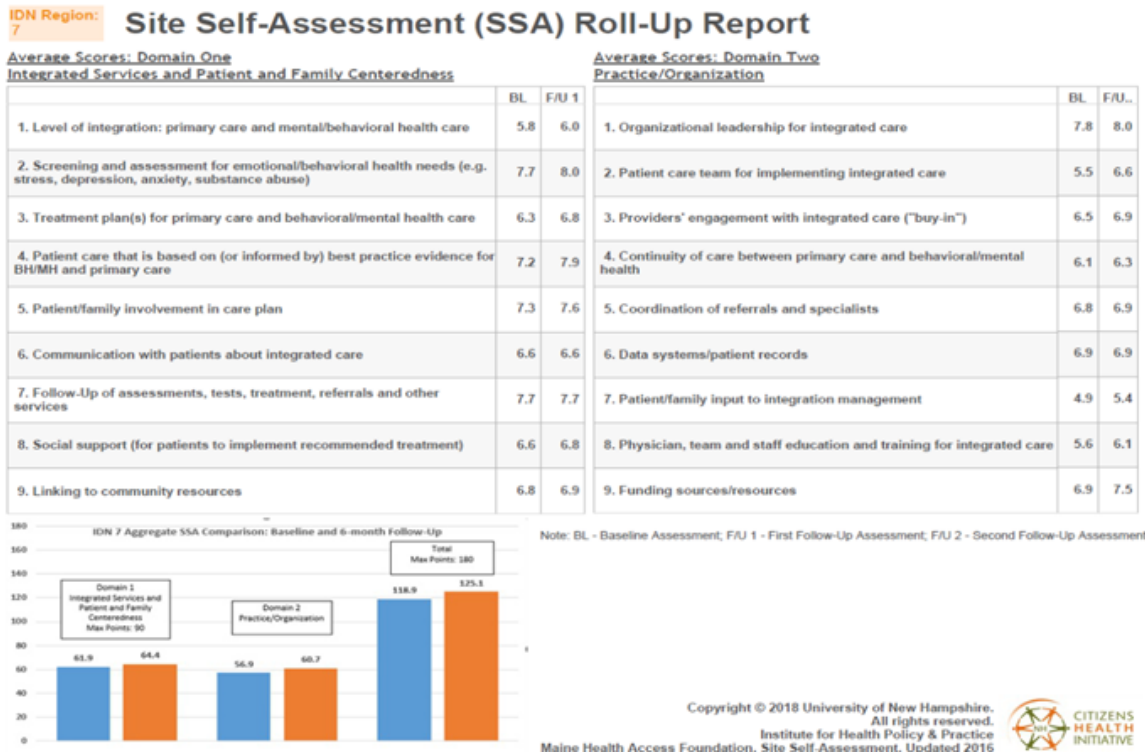 IDN Region:
7
Site Self-Assessment (SSA) Roll-Up Report
Average Scores: Domain One
Integrated Services and Patient and Family Centeredness
BL F/U 1
1. Level of integration: primary care and mental/behavioral health care 5.8 6.0
2. Screening and assessment for emotional/behavioral health needs (e.g.
stress, depression, anxiety, substance abuse) 7.7 8.0
3. Treatment plan(s) for primary care and behavioral/mental health care 6.3 6.8
4. Patient care that is based on (or informed by) best practice evidence for
BH/MH and primary care 7.2 7.9
5. Patient/family involvement in care plan 7.3 7.6
6. Communication with patients about integrated care 6.6 6.6
7. Follow-Up of assessments, tests, treatment, referrals and other
services 7.7 7.7
8. Social support (for patients to implement recommended treatment) 6.6 6.8
9. Linking to community resources 6.8 6.9
Average Scores: Domain Two
Practice/Organization
BL F/U..
1. Organizational leadership for integrated care 7.8 8.0
2. Patient care team for implementing integrated care 5.5 6.6
3. Providers' engagement with integrated care ("buy-in") 6.5 6.9
4. Continuity of care between primary care and behavioral/mental
health 6.1 6.3
5. Coordination of referrals and specialists 6.8 6.9
6. Data systems/patient records 6.9 6.9
7. Patient/family input to integration management 4.9 5.4
8. Physician, team and staff education and training for integrated care 5.6 6.1
9. Funding sources/resources 6.9 7.5
IDN 7 Aggregate SSA Comparison: Baseline and 6-month Follow-Up
180
160
140
120
100
80
60
40
20
0
Domain 1
Integrated Services and
Patient and Family
Centeredness
Max Points: 90
61.9 64.4
Domain 2
Practice/Organization
56.9 60.7
Total
Max Points: 180
118.9 125.1
Note: BL - Baseline Assessment; F/U 1 - First Follow-Up Assessment; F/U 2 - Second Follow-Up Assessment
Copyright © 2018 University of New Hampshire.
All rights reserved.
Institute for Health Policy & Practice
Maine Health Access Foundation, Site Self-Assessment, Updated 2016
NH
CITIZENS
HEALTH
INITIATIVE